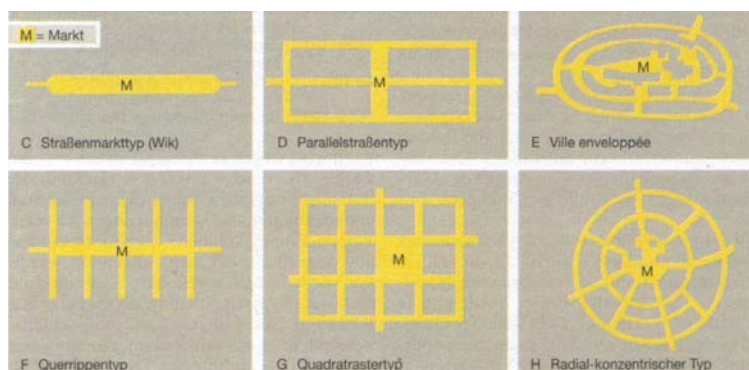 M = Markt
M
C Straßenmarkttyp (Wik)
M
D Parallelstraßentyp
M
E Ville enveloppée
M
F Querrippentyp
M
G Quadratrastertyp
M
H Radial-konzentrischer Typ